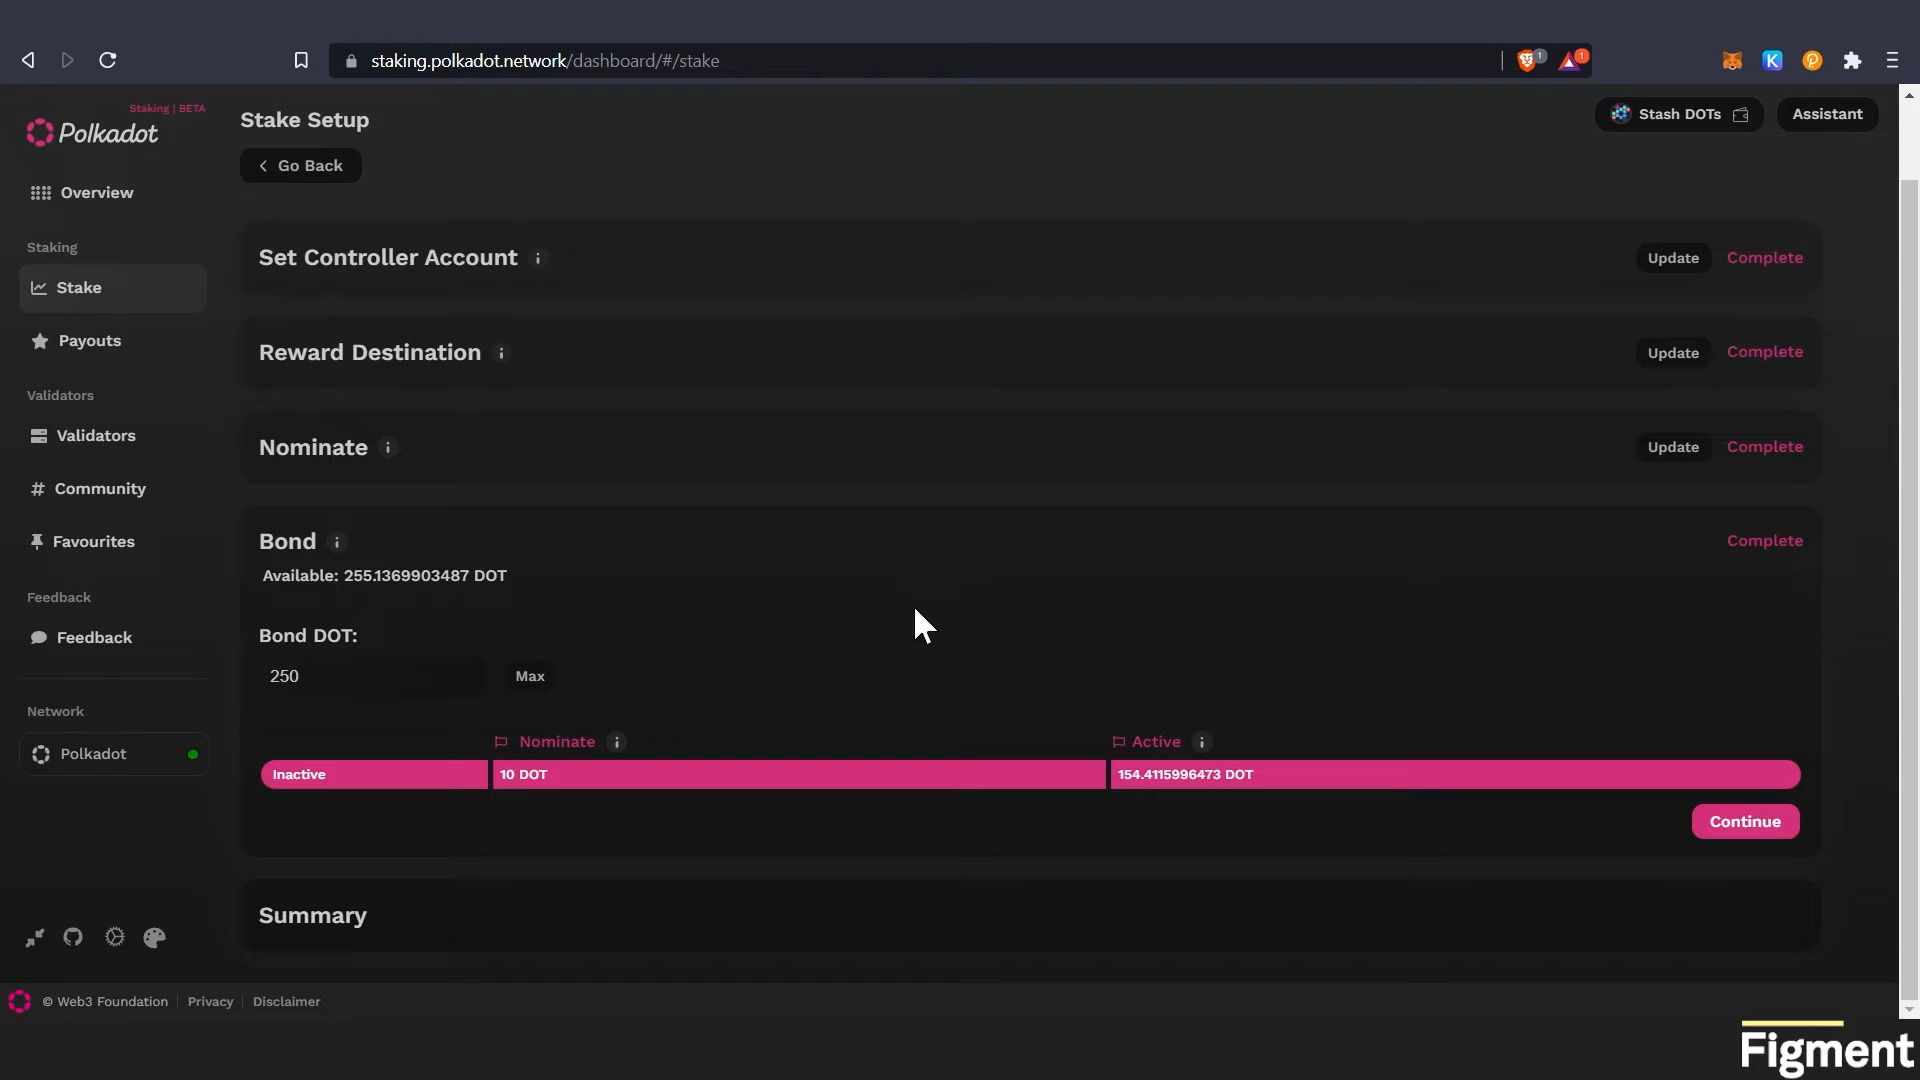 staking.polkadot.network/dashboard/#/stake
1
1
K
Staking | BETA
Polkadot
Stake Setup
Stash DOTs
Assistant
Go Back
Overview
Staking
Stake
Payouts
Validators
Validators
Community
Favourites
Feedback
Feedback
Network
Polkadot
Set Controller Account
Update
Complete
Reward Destination
Update
Complete
Nominate
Update
Complete
Bond
Complete
Available: 255.1369903487 DOT
Bond DOT:
250
Max
Nominate
Active
Inactive
10 DOT
154.4115996473 DOT
Continue
Summary
© Web3 Foundation
Privacy
Disclaimer
Figment